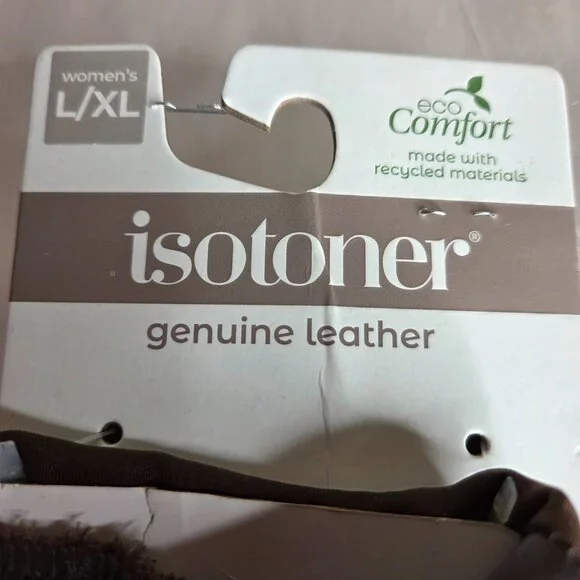 women's
L/XL
eco
Comfort
made with
recycled materials
isotoner®
genuine leather